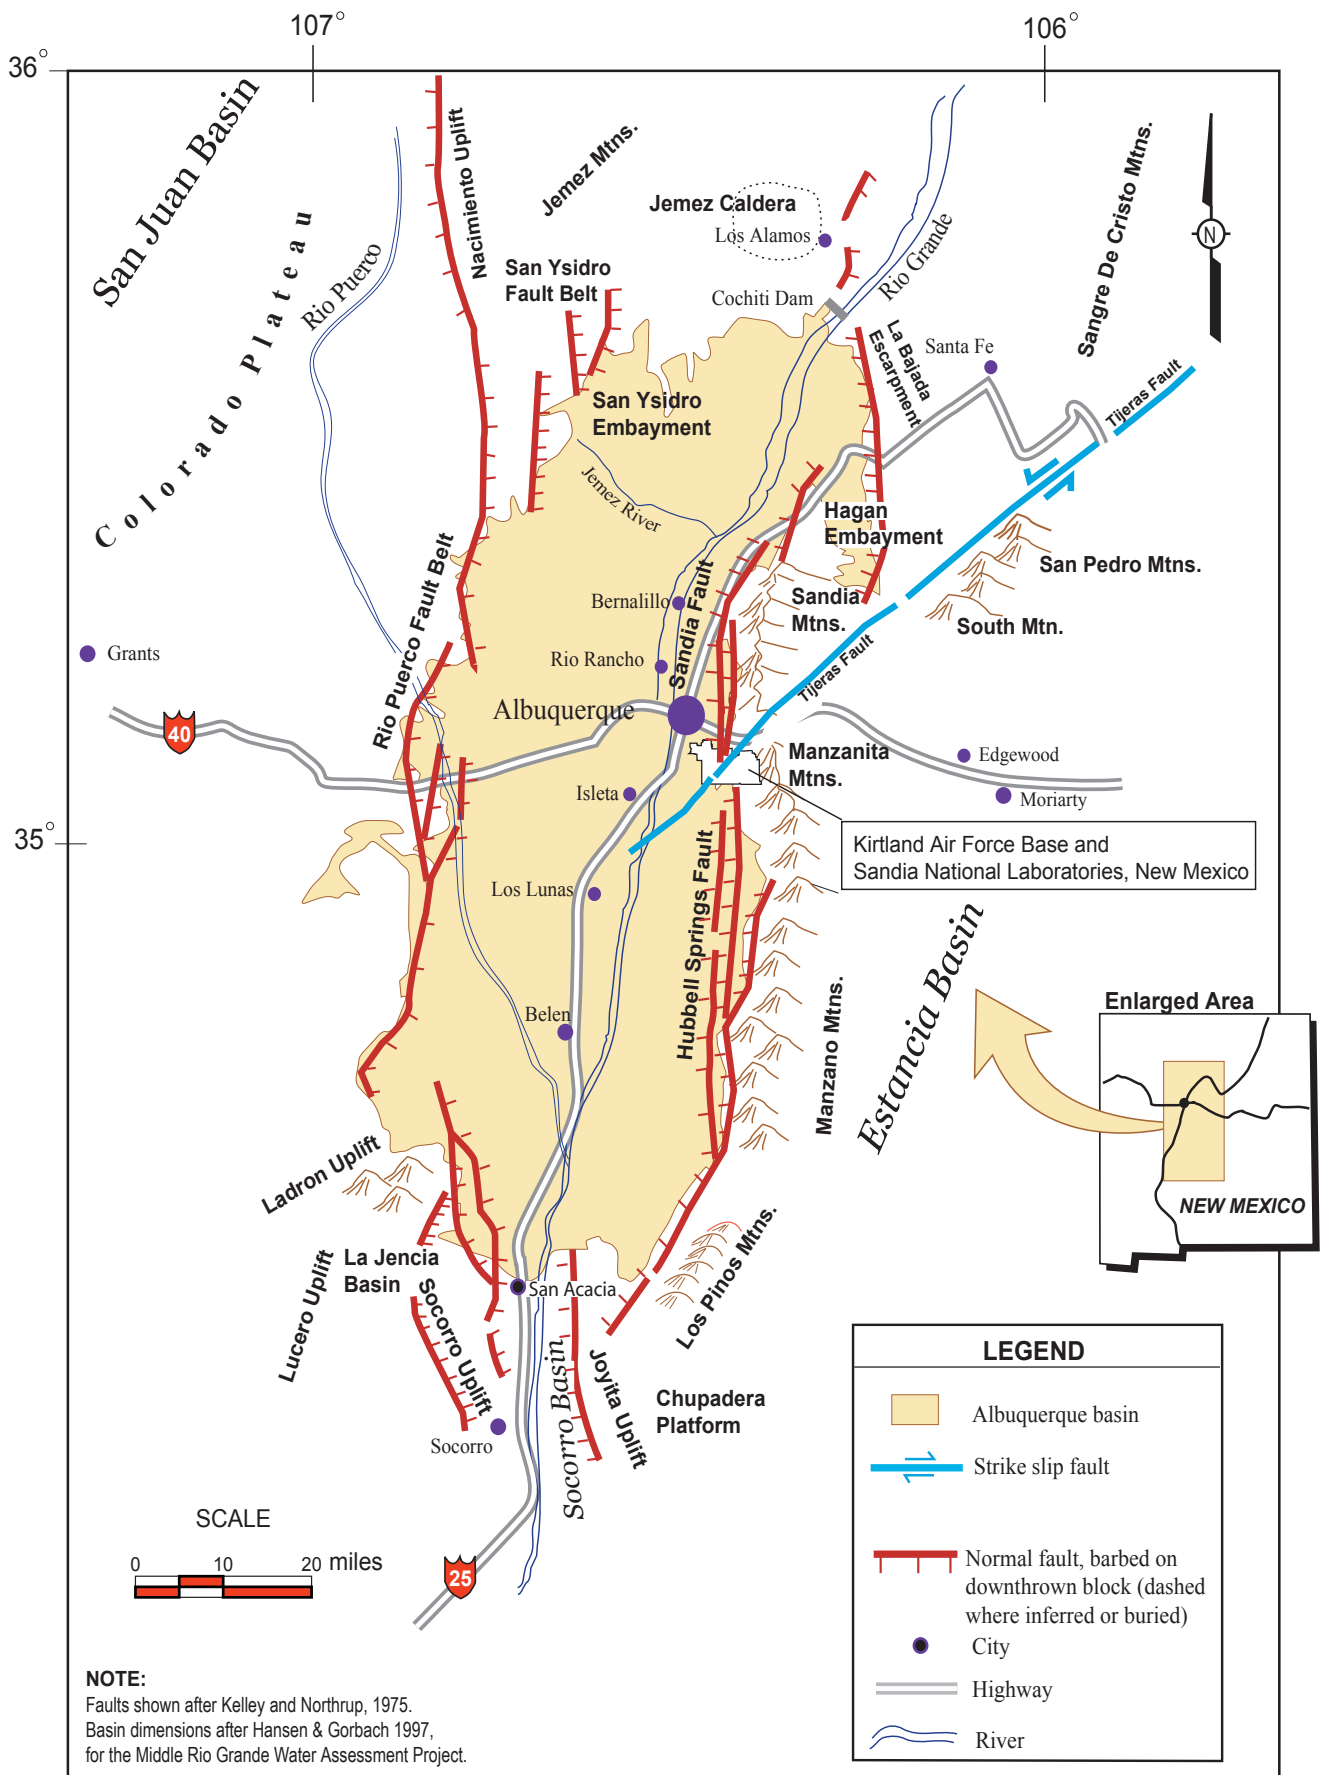 107°
106°
36°
San Juan Basin
Colorado Plateau
Rio Puerco
Nacimiento Uplift
Jemez Mtns.
Jemez Caldera
Los Alamos
Rio Grande
Sangre De Cristo Mtns.
N
San Ysidro
Fault Belt
Cochiti Dam
La Bajada
Escarpment
Santa Fe
Tijeras Fault
San Ysidro
Embayment
Jemez River
Hagan
Embayment
San Pedro Mtns.
Rio Puerco Fault Belt
Bernalillo
Sandia Fault
Sandia
Mtns.
South Mtn.
Grants
Rio Rancho
Tijeras Fault
Albuquerque
40
Manzanita
Mtns.
Edgewood
Isleta
Moriarty
35°
Kirtland Air Force Base and
Sandia National Laboratories, New Mexico
Los Lunas
Hubbell Springs Fault
Belen
Manzano Mtns.
Estancia Basin
Enlarged Area
NEW MEXICO
Ladron Uplift
La Jencia
Basin
Lucero Uplift
Socorro Uplift
San Acacia
Los Pinos Mtns.
Socorro Basin
Joyita Uplift
Chupadera
Platform
Socorro
25
SCALE
0 10 20 miles
LEGEND
Albuquerque basin
Strike slip fault
Normal fault, barbed on
downthrown block (dashed
where inferred or buried)
City
Highway
River
NOTE:
Faults shown after Kelley and Northrup, 1975.
Basin dimensions after Hansen & Gorbach 1997,
for the Middle Rio Grande Water Assessment Project.